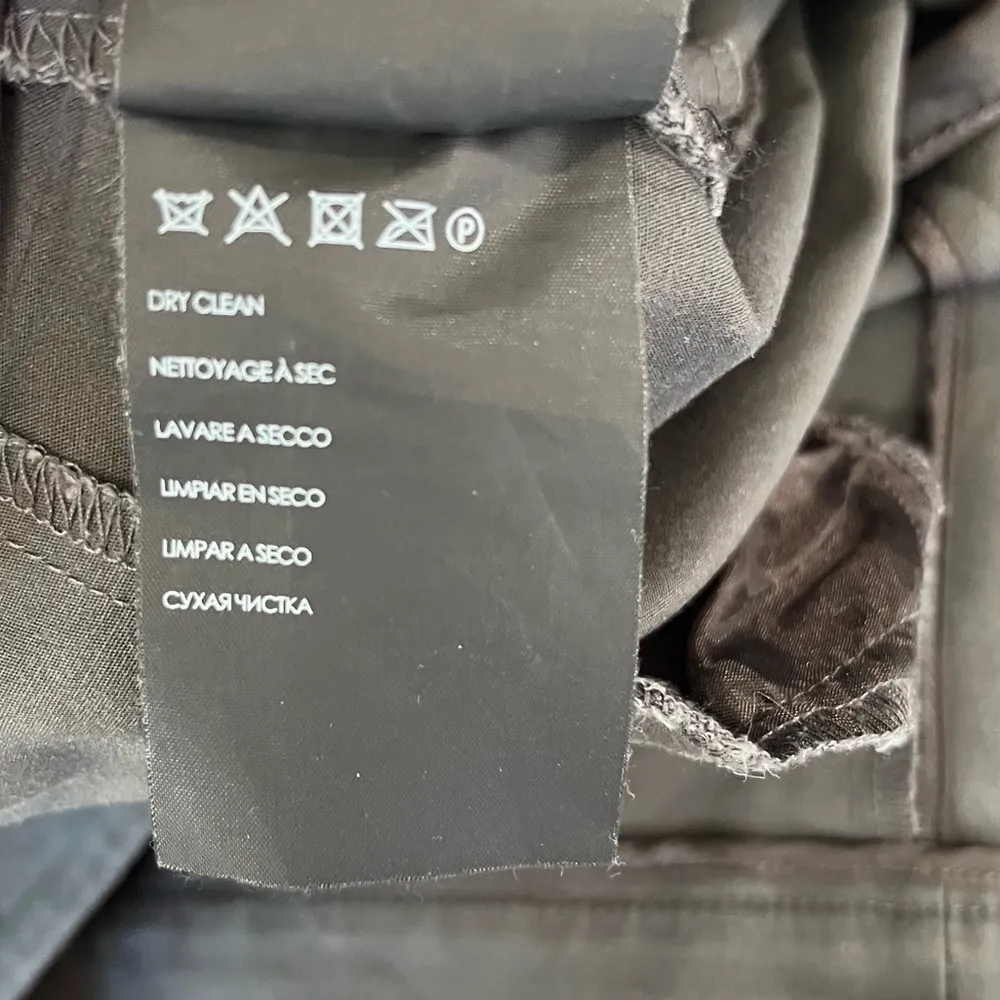 P
DRY CLEAN
NETTOYAGE À SEC
LAVARE A SECCO
LIMPIAR EN SECO
LIMPAR A SECO
СУХАЯ ЧИСТКА